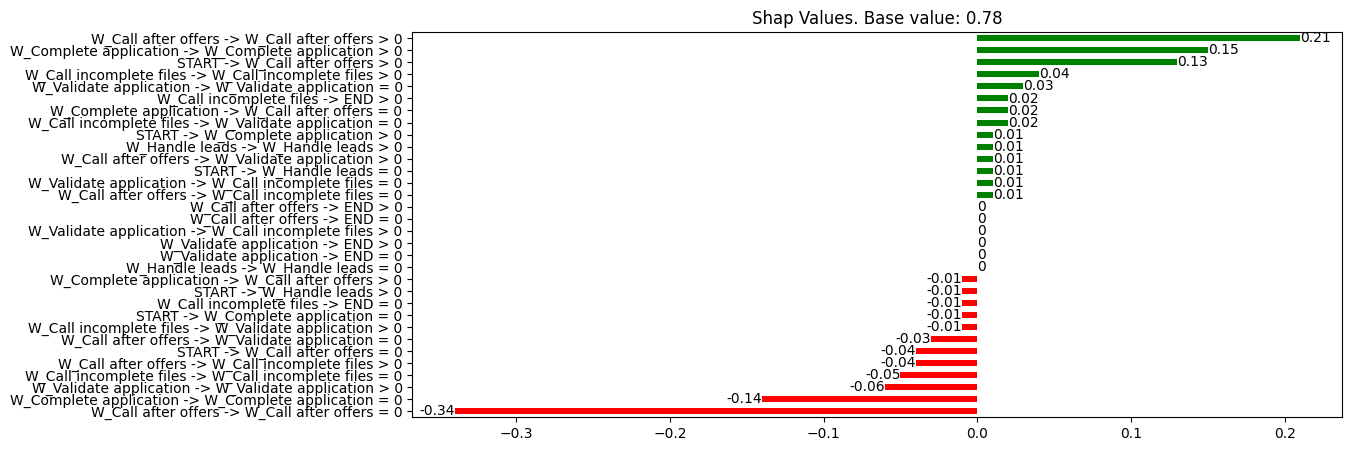 Shap Values. Base value: 0.78
W_Call after offers -> W_Call after offers > 0 0.21
W_Complete application -> W_Complete application > 0 0.15
START -> W_Call after offers > 0 0.13
W_Call incomplete files -> W_Call incomplete files > 0 0.04
W_Validate application -> W_Validate application = 0 0.03
W_Call incomplete files -> END > 0 0.02
W_Complete application -> W_Call after offers = 0 0.02
W_Call incomplete files -> W_Validate application = 0 0.02
START -> W_Complete application > 0 0.01
W_Handle leads -> W_Handle leads > 0 0.01
W_Call after offers -> W_Validate application > 0 0.01
START -> W_Handle leads = 0 0.01
W_Validate application -> W_Call incomplete files = 0 0.01
W_Call after offers -> W_Call incomplete files = 0 0.01
W_Call after offers -> END > 0 0
W_Call after offers -> END = 0 0
W_Validate application -> W_Call incomplete files > 0 0
W_Validate application -> END > 0 0
W_Validate application -> END = 0 0
W_Handle leads -> W_Handle leads = 0 0
W_Complete application -> W_Call after offers > 0 -0.01
START -> W_Handle leads > 0 -0.01
W_Call incomplete files -> END = 0 -0.01
START -> W_Complete application = 0 -0.01
W_Call incomplete files -> W_Validate application > 0 -0.01
W_Call after offers -> W_Validate application = 0 -0.03
START -> W_Call after offers = 0 -0.04
W_Call after offers -> W_Call incomplete files > 0 -0.04
W_Call incomplete files -> W_Call incomplete files = 0 -0.05
W_Validate application -> W_Validate application > 0 -0.06
W_Complete application -> W_Complete application = 0 -0.14
W_Call after offers -> W_Call after offers = 0 -0.34
−0.3 −0.2 −0.1 0.0 0.1 0.2